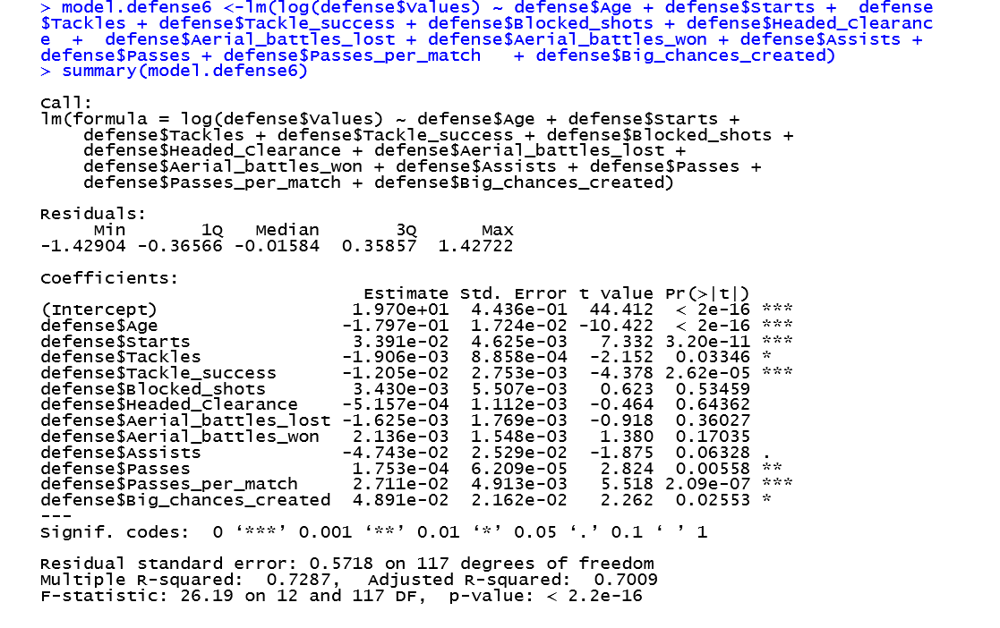 > model.defense6 <-lm(log(defense$Values) ~ defense$Age + defense$Starts +  defense
$Tackles + defense$Tackle_success + defense$Blocked_shots + defense$Headed_Clearanc
e  +  defense$Aerial_battles_lost + defense$Aerial_battles_won + defense$Assists +
defense$Passes + defense$Passes_per_match   + defense$Big_chances_created)
> summary(model.defense6)
Call:
lm(formula = log(defense$Values) ~ defense$Age + defense$Starts +
    defense$Tackles + defense$Tackle_success + defense$Blocked_shots +
    defense$Headed_Clearance + defense$Aerial_battles_lost +
    defense$Aerial_battles_won + defense$Assists + defense$Passes +
    defense$Passes_per_match + defense$Big_chances_created)
Residuals:
     Min       1Q   Median       3Q      Max
-1.42904 -0.36566 -0.01584  0.35857  1.42722
Coefficients:
                              Estimate Std. Error t value Pr(>|t|)
(Intercept)                  1.970e+01  4.436e-01  44.412  < 2e-16 ***
defense$Age                 -1.797e-01  1.724e-02 -10.422  < 2e-16 ***
defense$Starts               3.391e-02  4.625e-03   7.332 3.20e-11 ***
defense$Tackles             -1.906e-03  8.858e-04  -2.152  0.03346 *
defense$Tackle_success      -1.205e-02  2.753e-03  -4.378 2.62e-05 ***
defense$Blocked_shots        3.430e-03  5.507e-03   0.623  0.53459
defense$Headed_Clearance    -5.157e-04  1.112e-03  -0.464  0.64362
defense$Aerial_battles_lost -1.625e-03  1.769e-03  -0.918  0.36027
defense$Aerial_battles_won   2.136e-03  1.548e-03   1.380  0.17035
defense$Assists             -4.743e-02  2.529e-02  -1.875  0.06328 .
defense$Passes               1.753e-04  6.209e-05   2.824  0.00558 **
defense$Passes_per_match     2.711e-02  4.913e-03   5.518 2.09e-07 ***
defense$Big_chances_created  4.891e-02  2.162e-02   2.262  0.02553 *
---
Signif. codes:  0 ‘***’ 0.001 ‘**’ 0.01 ‘*’ 0.05 ‘.’ 0.1 ‘ ’ 1
Residual standard error: 0.5718 on 117 degrees of freedom
Multiple R-squared:  0.7287,   Adjusted R-squared:  0.7009
F-statistic: 26.19 on 12 and 117 DF,  p-value: < 2.2e-16